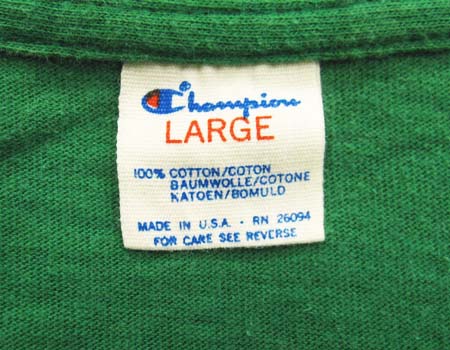 Champion
LARGE
100% COTTON/COTON
BAUMWOLLE/COTONE
KATOEN/BOMULD
MADE IN U.S.A. - RN 26094
FOR CARE SEE REVERSE